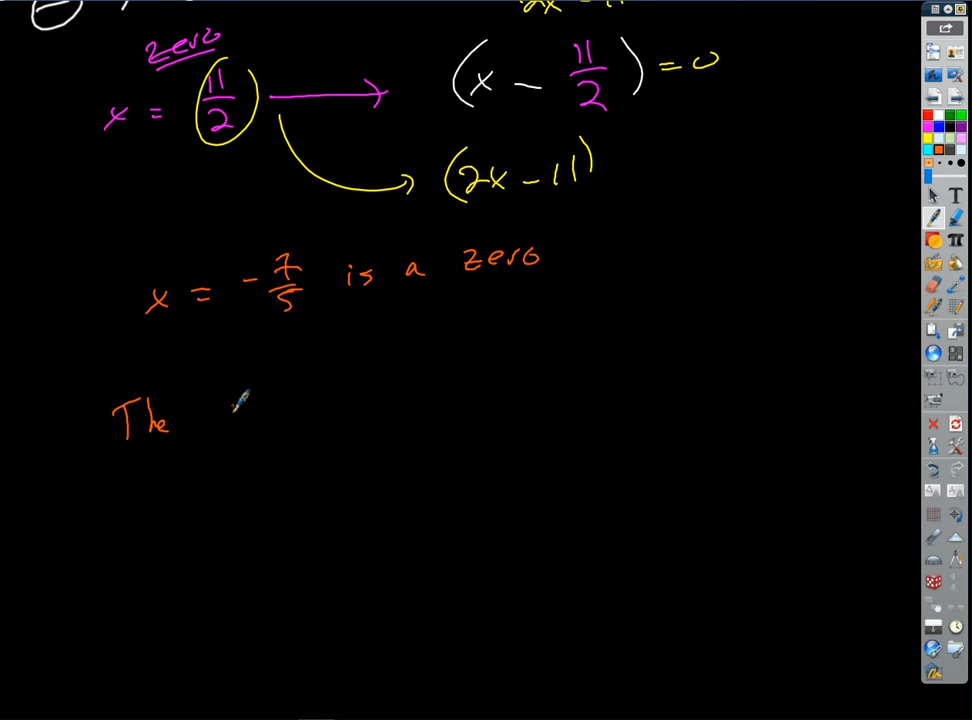 zero
x = 11/2 → (x - 11/2) = 0
(2x - 11)
x = -7/5 is a zero
The